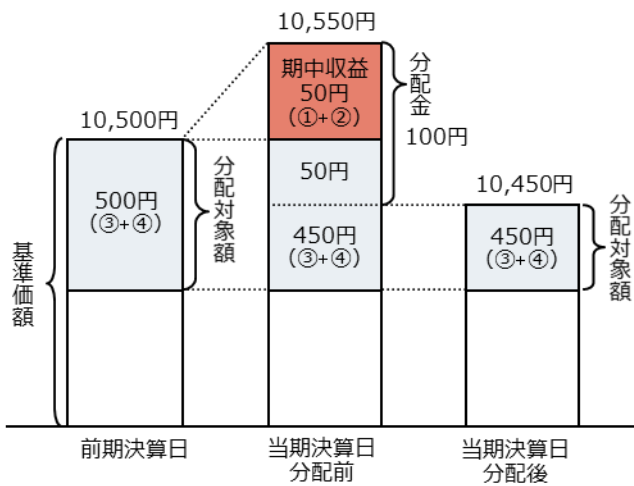 10,550円
期中収益
50円
(①+②)
分配金
100円
10,500円
50円
500円
(③+④)
分配対象額
450円
(③+④)
10,450円
450円
(③+④)
分配対象額
基準価額
前期決算日
当期決算日
分配前
当期決算日
分配後